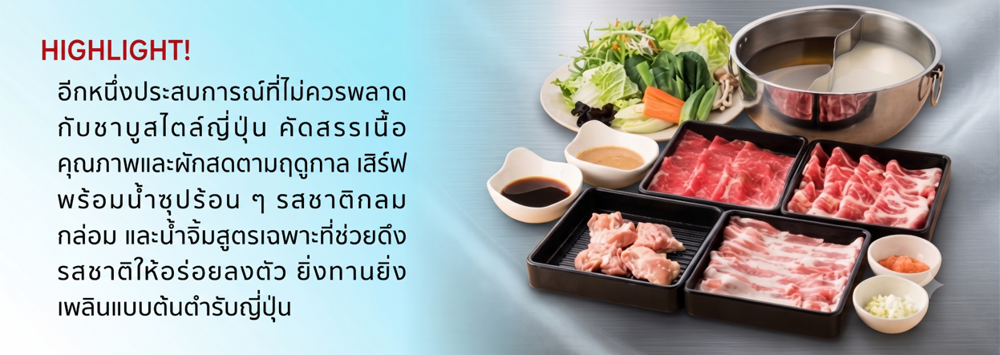 HIGHLIGHT!
อีกหนึ่งประสบการณ์ที่ไม่ควรพลาด
กับชาบูสไตล์ญี่ปุ่น คัดสรรเนื้อ
คุณภาพและผักสดตามฤดูกาล เสิร์ฟ
พร้อมน้ำซุปร้อน ๆ รสชาติกลม
กล่อม และน้ำจิ้มสูตรเฉพาะที่ช่วยดึง
รสชาติให้อร่อยลงตัว ยิ่งทานยิ่ง
เพลินแบบต้นตำรับญี่ปุ่น